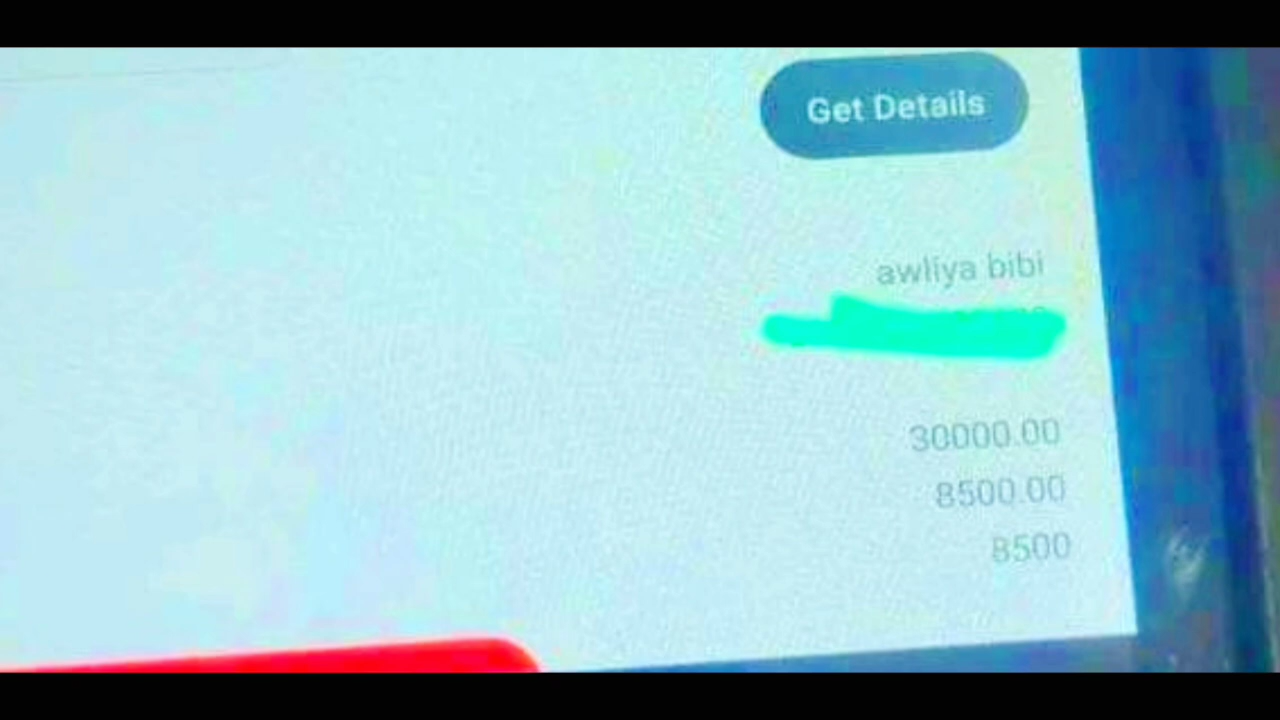 Get Details
awliya bibi
30000.00
8500.00
8500